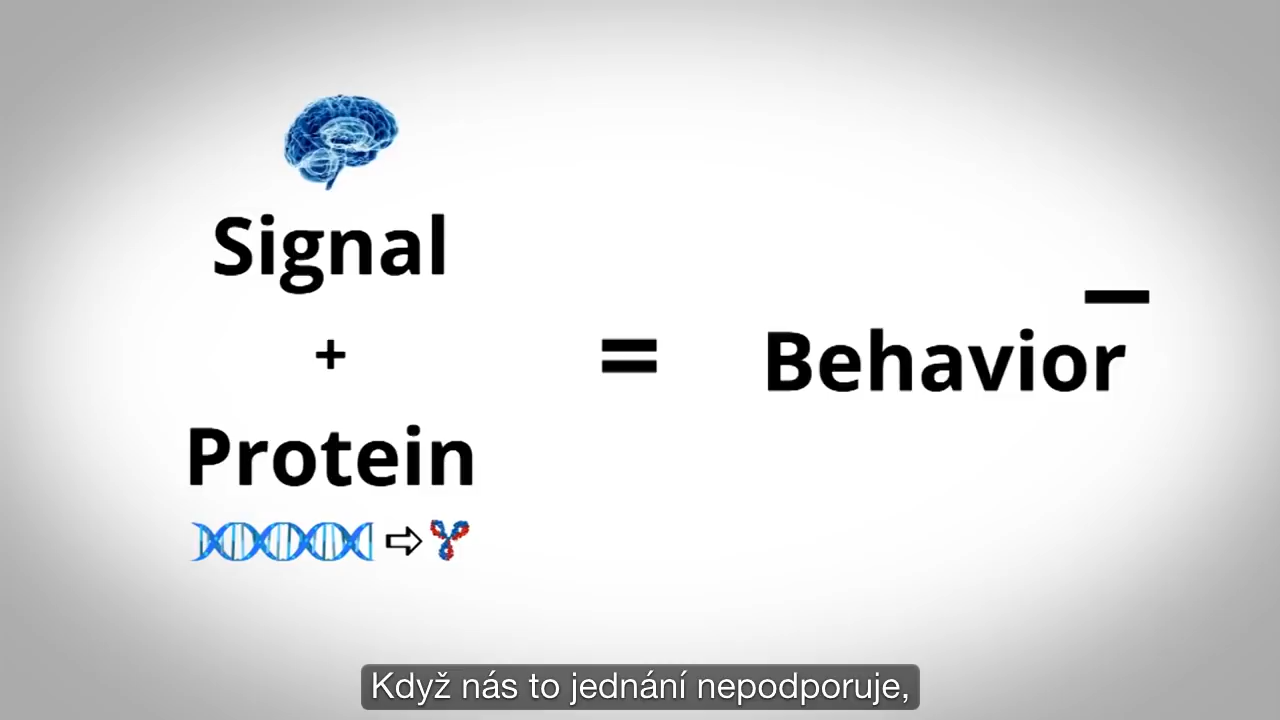 Signal
+
Protein
=
Behavior
Když nás to jednání nepodporuje,